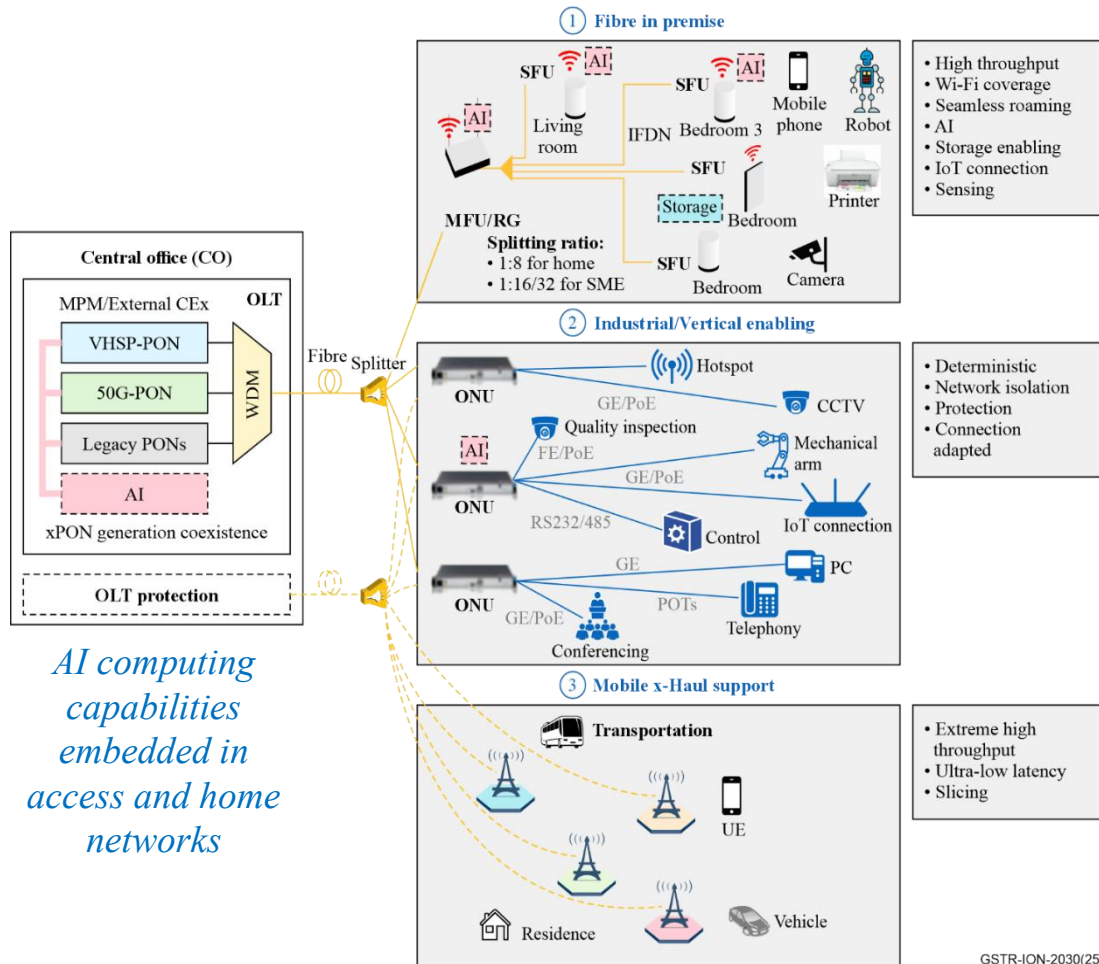 1 Fibre in premise
SFU
AI
SFU
AI
AI
Living
room
IFDN
Bedroom 3
Mobile
phone
Robot
SFU
Storage
Bedroom
Printer
MFU/RG
Splitting ratio:
• 1:8 for home
• 1:16/32 for SME
SFU
Bedroom
Camera
• High throughput
• Wi-Fi coverage
• Seamless roaming
• AI
• Storage enabling
• IoT connection
• Sensing
Central office (CO)
MPM/External CEx
OLT
VHSP-PON
50G-PON
Legacy PONs
AI
WDM
xPON generation coexistence
OLT protection
Fibre
Splitter
2 Industrial/Vertical enabling
ONU
Hotspot
GE/PoE
CCTV
AI
ONU
Quality inspection
FE/PoE
GE/PoE
Mechanical
arm
RS232/485
Control
IoT connection
ONU
GE
PC
POTs
Telephony
GE/PoE
Conferencing
• Deterministic
• Network isolation
• Protection
• Connection
adapted
AI computing
capabilities
embedded in
access and home
networks
3 Mobile x-Haul support
Transportation
UE
Residence
Vehicle
• Extreme high
throughput
• Ultra-low latency
• Slicing
GSTR-ION-2030(25